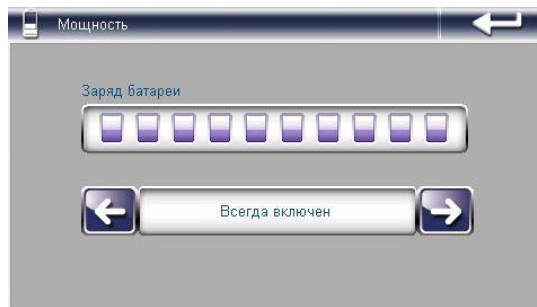 Мощность
Заряд батареи
Всегда включен